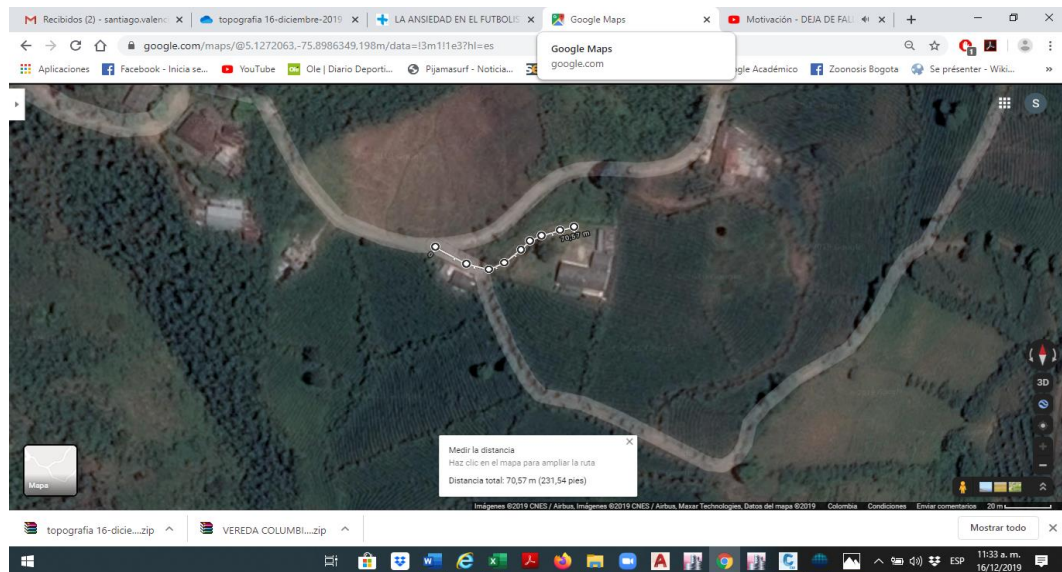 Recibidos (2) - santiago.valenc
topografia 16-diciembre-2019
LA ANSIEDAD EN EL FUTBOLIS
Google Maps
Motivación - DEJA DE FAL
google.com/maps/@5.1272063,-75.8986349,198m/data=!3m1!1e3?hl=es
Google Maps
google.com
Aplicaciones
Facebook - Inicia se...
YouTube
Ole | Diario Deporti...
Pijamasurf - Noticia...
gle Académico
Zoonosis Bogota
Se présenter - Wiki...
S
0
70,57 m
3D
Medir la distancia
Haz clic en el mapa para ampliar la ruta
Distancia total: 70,57 m (231,54 pies)
Mapa
Imágenes ©2019 CNES / Airbus, Imágenes ©2019 CNES / Airbus, Maxar Technologies, Datos del mapa ©2019 Colombia Condiciones Enviar comentarios 20 m
topografia 16-dicie....zip
VEREDA COLUMBI....zip
Mostrar todo
ESP
11:33 a. m.
16/12/2019